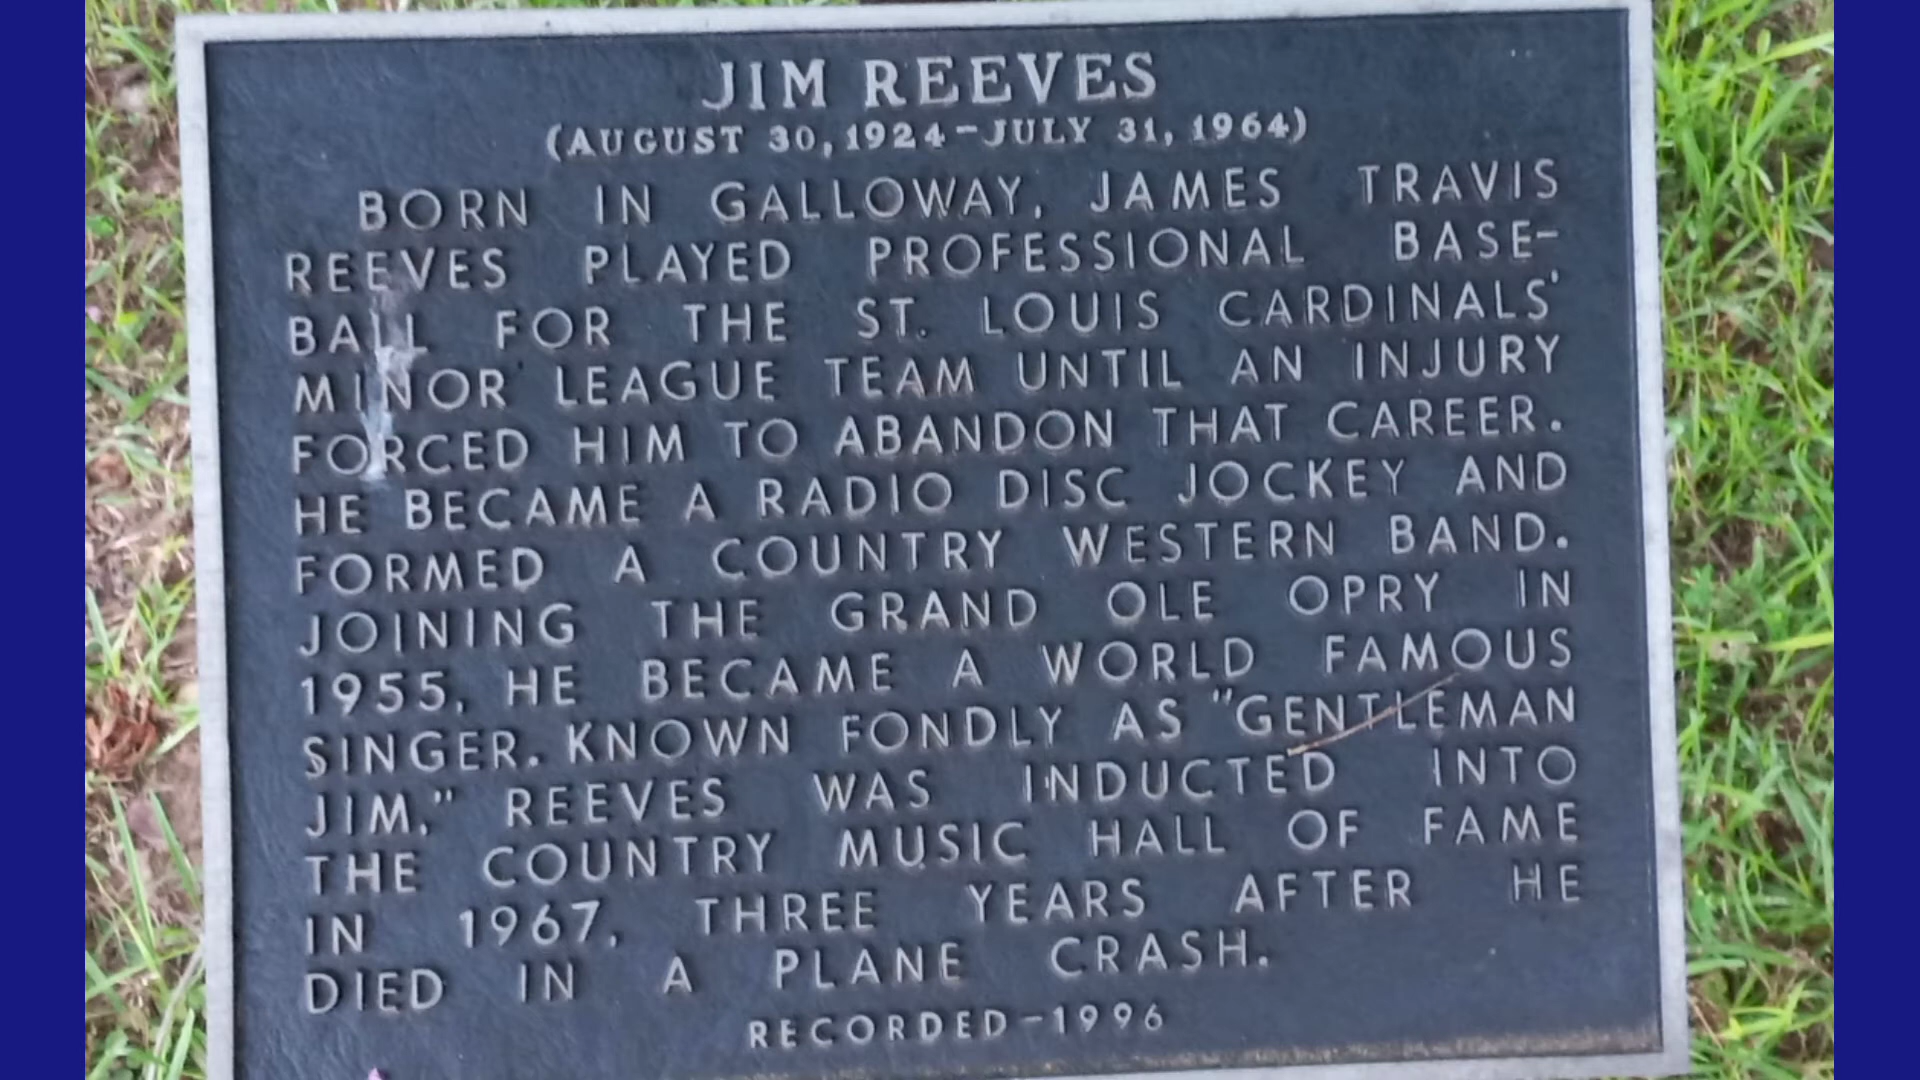 JIM REEVES
(AUGUST 30, 1924-JULY 31, 1964)
BORN IN GALLOWAY, JAMES TRAVIS
REEVES PLAYED PROFESSIONAL BASE-
BALL FOR THE ST. LOUIS CARDINALS'
MINOR LEAGUE TEAM UNTIL AN INJURY
FORCED HIM TO ABANDON THAT CAREER.
HE BECAME A RADIO DISC JOCKEY AND
FORMED A COUNTRY WESTERN BAND.
JOINING THE GRAND OLE OPRY IN
1955, HE BECAME A WORLD FAMOUS
SINGER. KNOWN FONDLY AS "GENTLEMAN
JIM," REEVES WAS INDUCTED INTO
THE COUNTRY MUSIC HALL OF FAME
IN 1967, THREE YEARS AFTER HE
DIED IN A PLANE CRASH.
RECORDED-1996